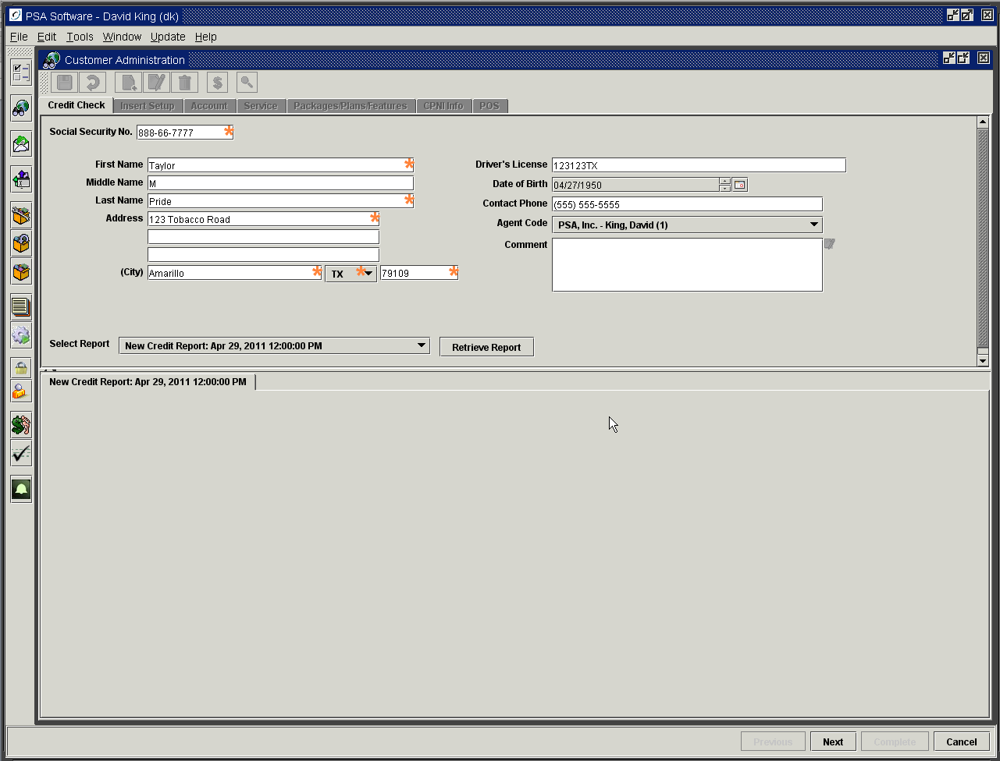 PSA Software - David King (dk)
File Edit Tools Window Update Help
Customer Administration
Credit Check Insert Setup Account Service Packages/Plans/Features CPNI Info POS
Social Security No. 888-66-7777
First Name Taylor
Middle Name M
Last Name Pride
Address 123 Tobacco Road
(City) Amarillo TX 79109
Driver's License 123123TX
Date of Birth 04/27/1950
Contact Phone (555) 555-5555
Agent Code PSA, Inc. - King, David (1)
Comment
Select Report New Credit Report: Apr 29, 2011 12:00:00 PM Retrieve Report
New Credit Report: Apr 29, 2011 12:00:00 PM
Previous Next Complete Cancel